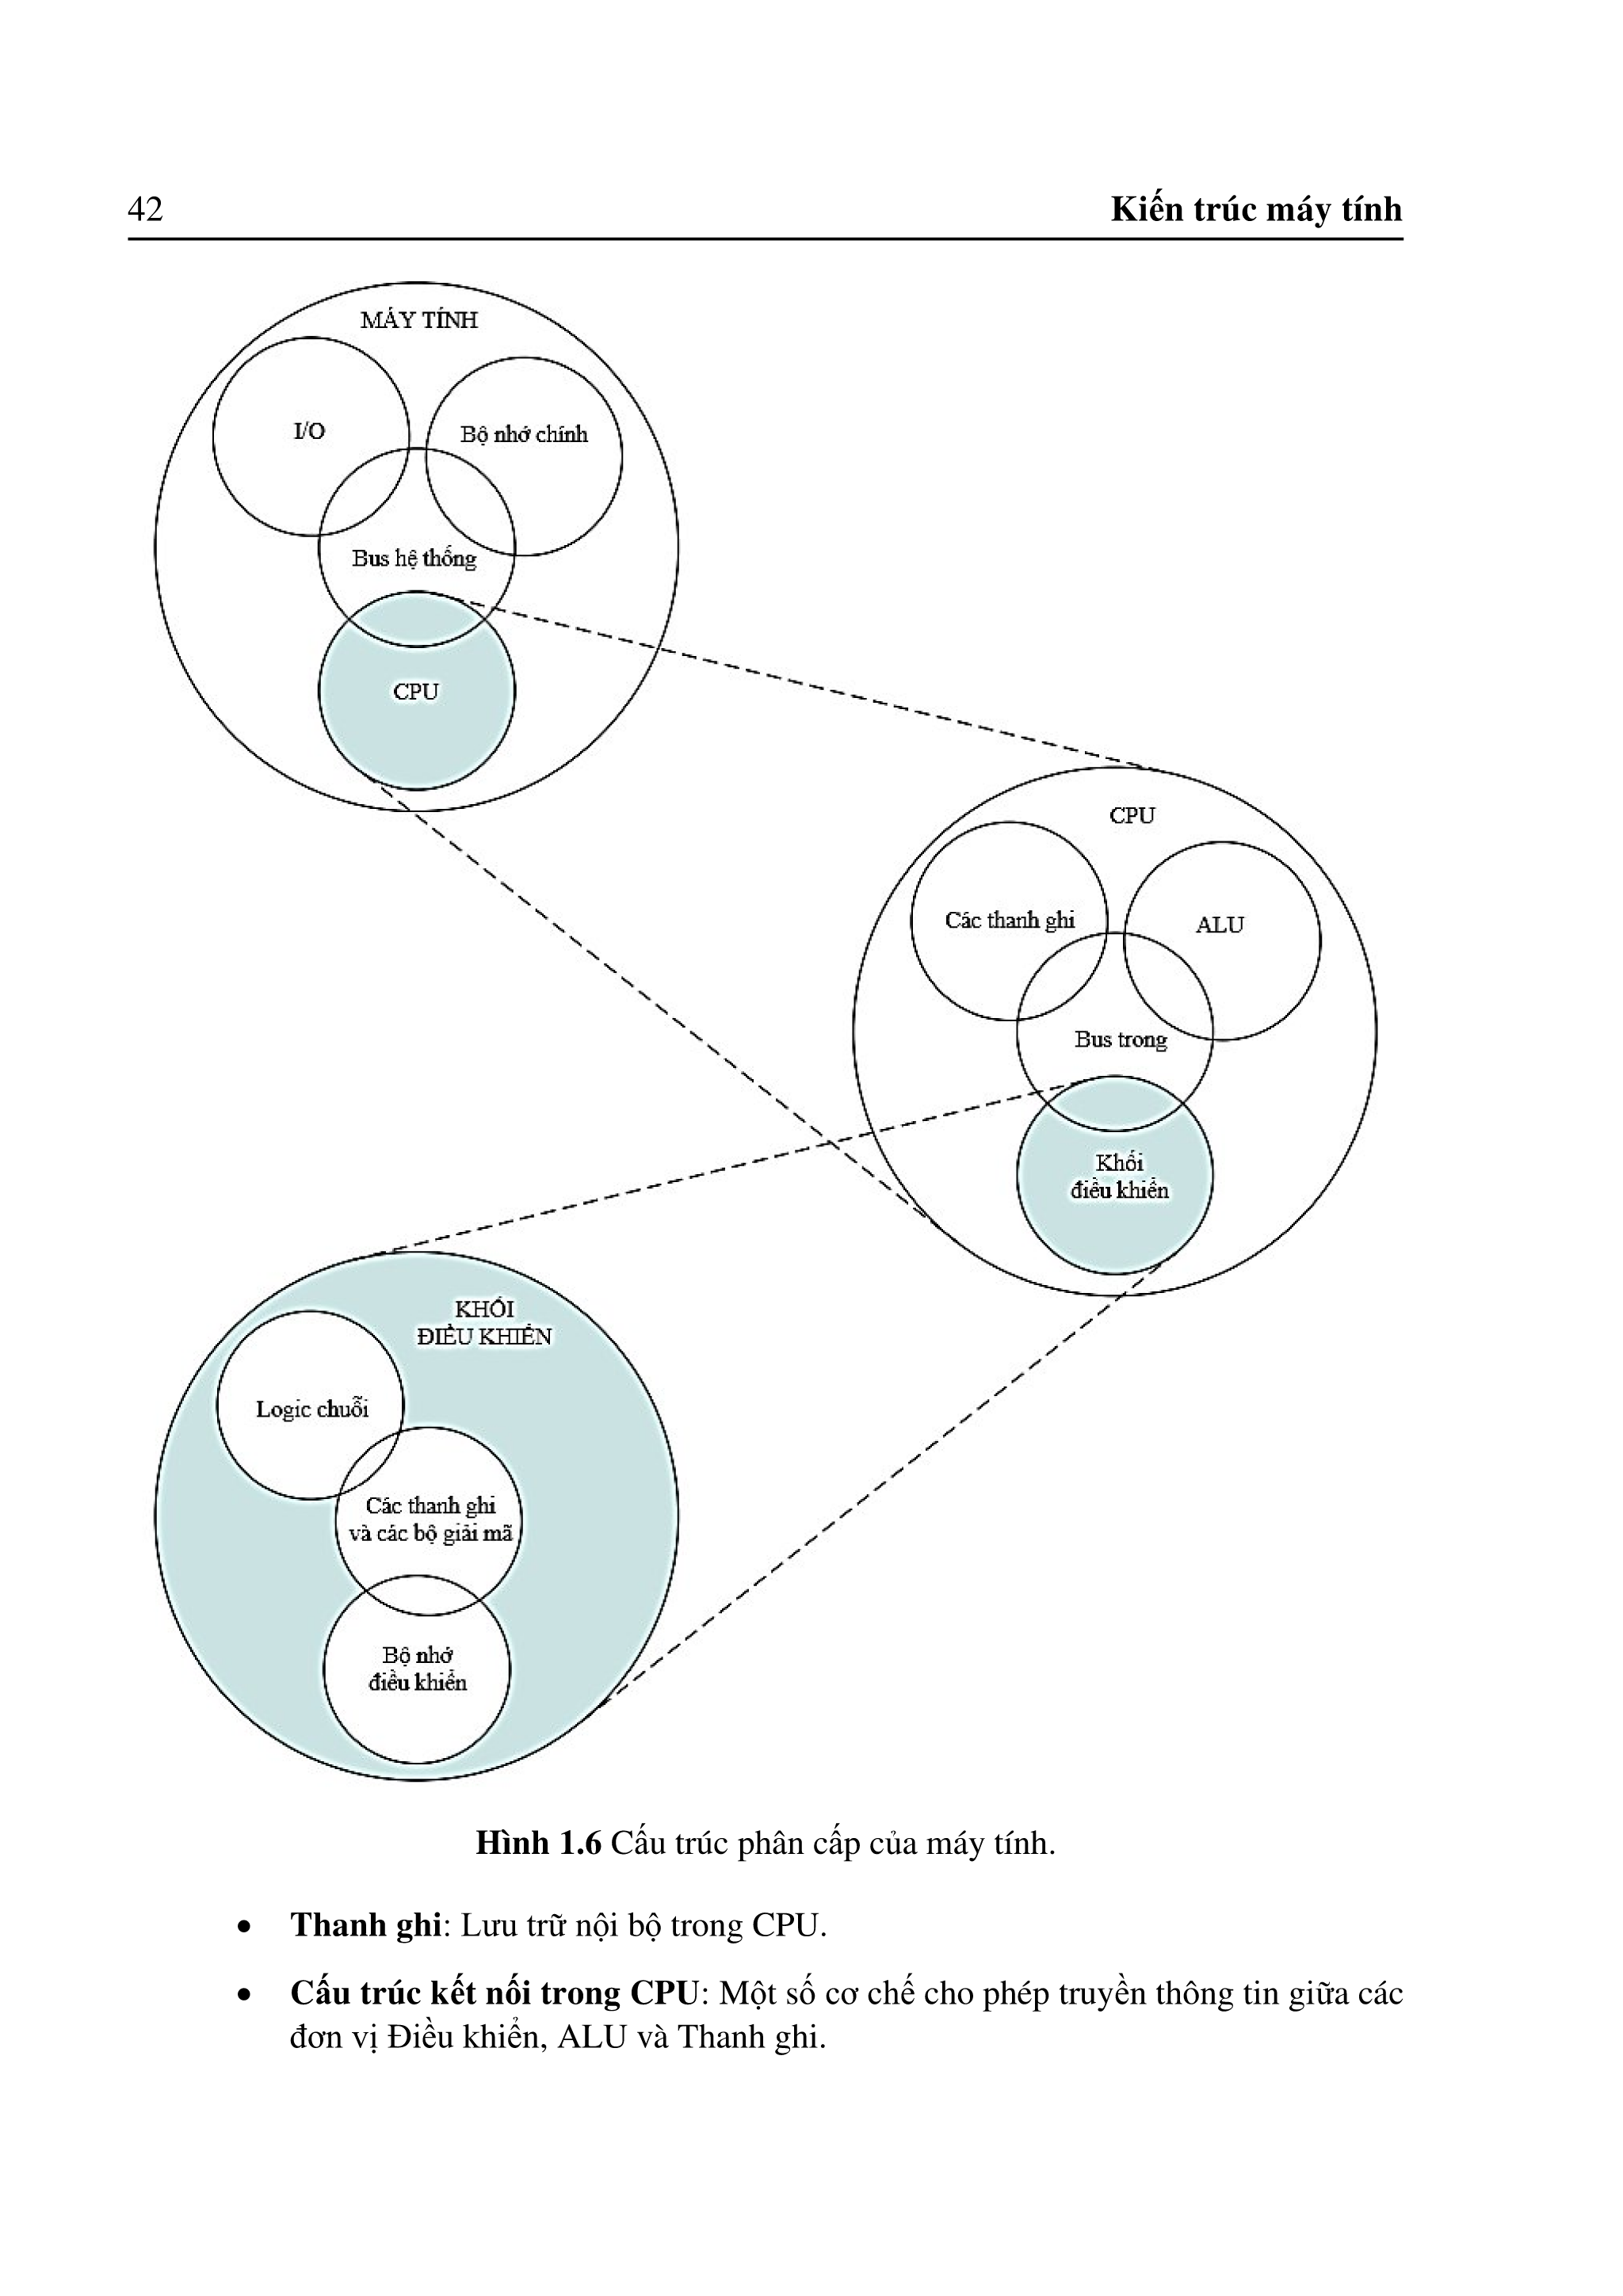 42
Kiến trúc máy tính
MÁY TÍNH
I/O
Bộ nhớ chính
Bus hệ thống
CPU
CPU
Các thanh ghi
ALU
Bus trong
Khối
điều khiển
KHỐI
ĐIỀU KHIỂN
Logic chuỗi
Các thanh ghi
và các bộ giải mã
Bộ nhớ
điều khiển
Hình 1.6 Cấu trúc phân cấp của máy tính.
• Thanh ghi: Lưu trữ nội bộ trong CPU.
• Cấu trúc kết nối trong CPU: Một số cơ chế cho phép truyền thông tin giữa các
đơn vị Điều khiển, ALU và Thanh ghi.